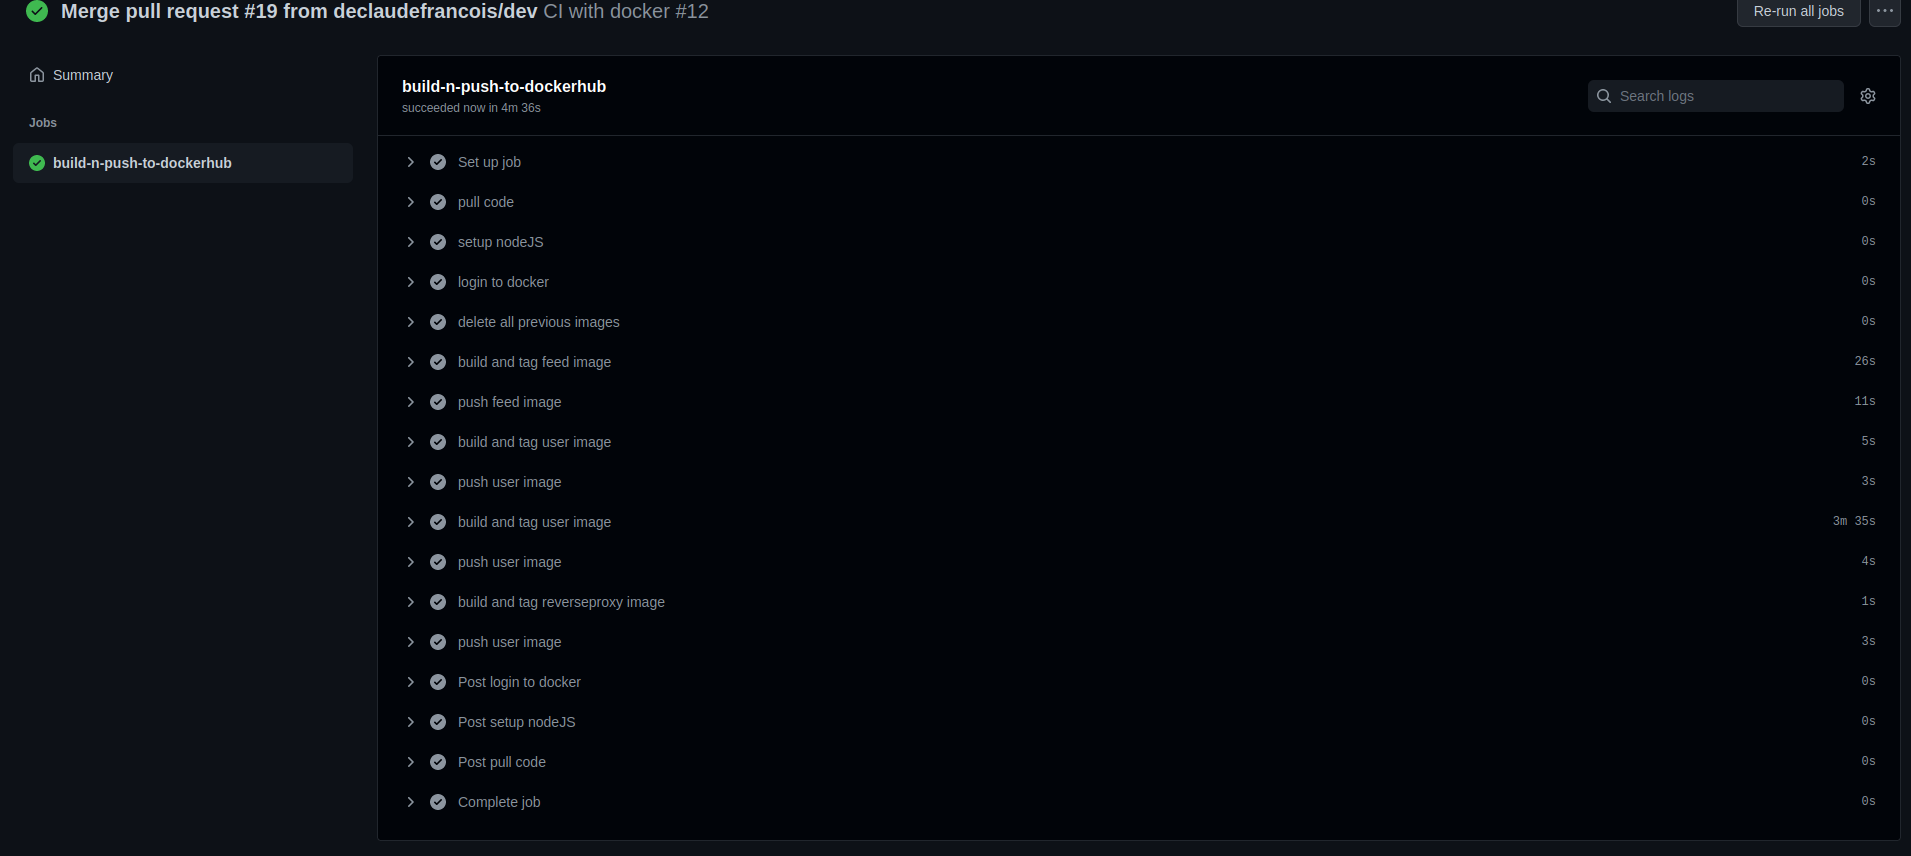 Merge pull request #19 from declaudefrancois/dev CI with docker #12
Re-run all jobs
Summary
Jobs
build-n-push-to-dockerhub
build-n-push-to-dockerhub
succeeded now in 4m 36s
Search logs
Set up job 2s
pull code 0s
setup nodeJS 0s
login to docker 0s
delete all previous images 0s
build and tag feed image 26s
push feed image 11s
build and tag user image 5s
push user image 3s
build and tag user image 3m 35s
push user image 4s
build and tag reverseproxy image 1s
push user image 3s
Post login to docker 0s
Post setup nodeJS 0s
Post pull code 0s
Complete job 0s